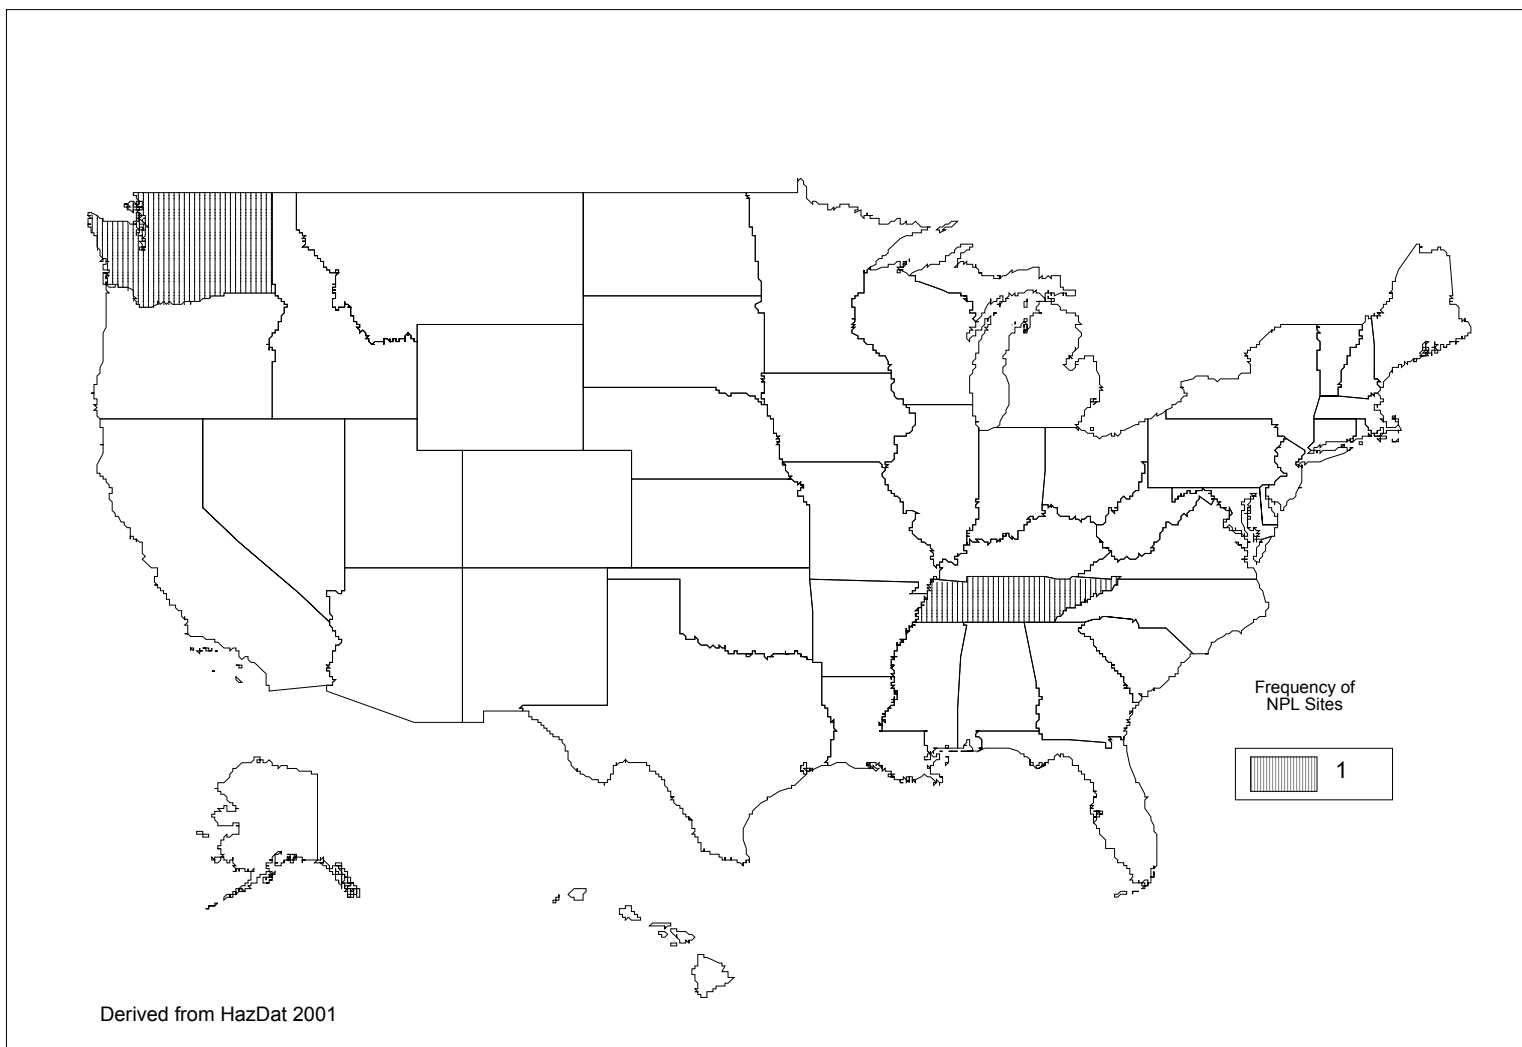 Frequency of
NPL Sites
1
Derived from HazDat 2001